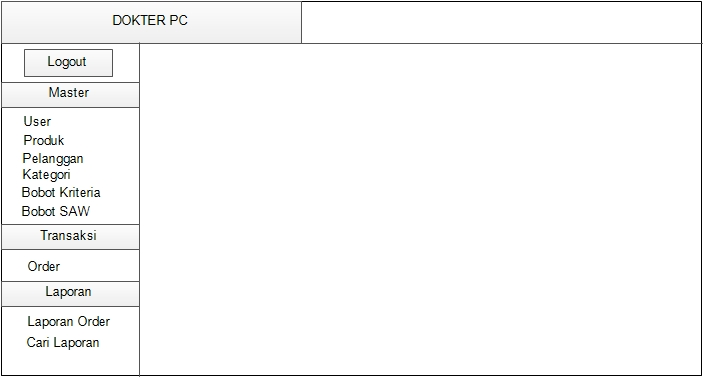 DOKTER PC
Logout
Master
User
Produk
Pelanggan
Kategori
Bobot Kriteria
Bobot SAW
Transaksi
Order
Laporan
Laporan Order
Cari Laporan